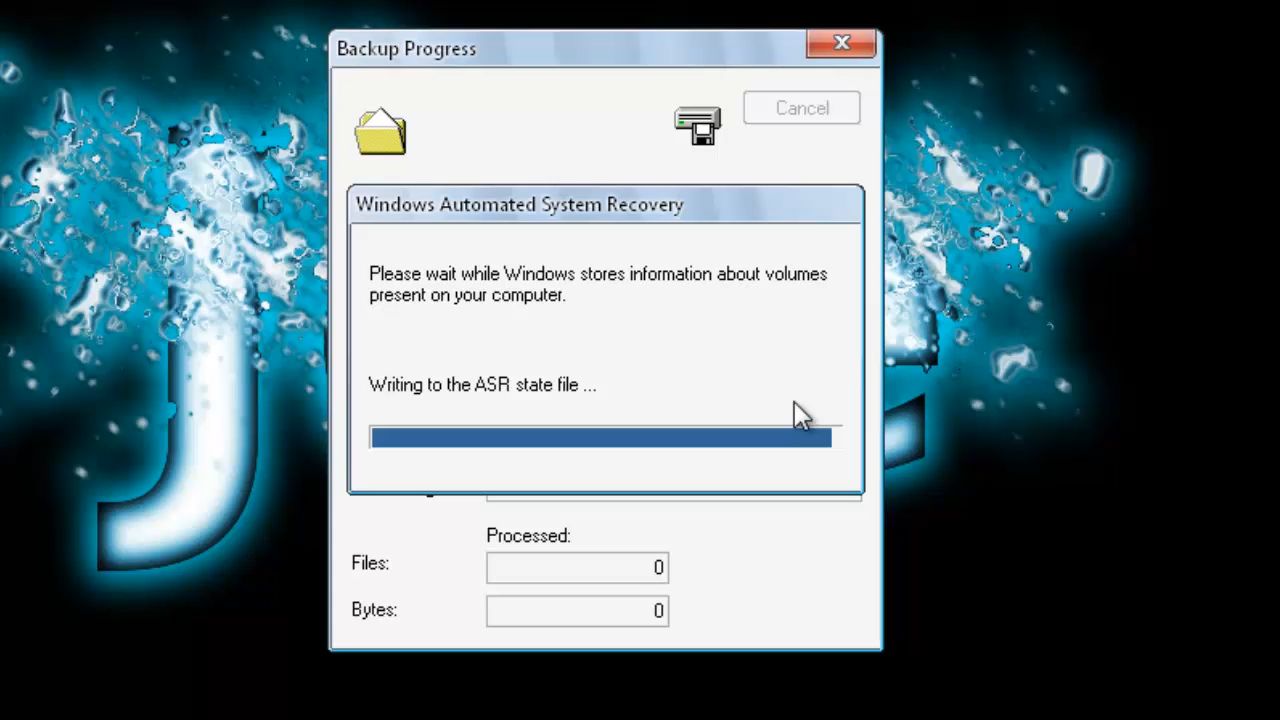 Backup Progress
Cancel
Windows Automated System Recovery
Please wait while Windows stores information about volumes
present on your computer.
Writing to the ASR state file ...
Processed:
Files: 0
Bytes: 0